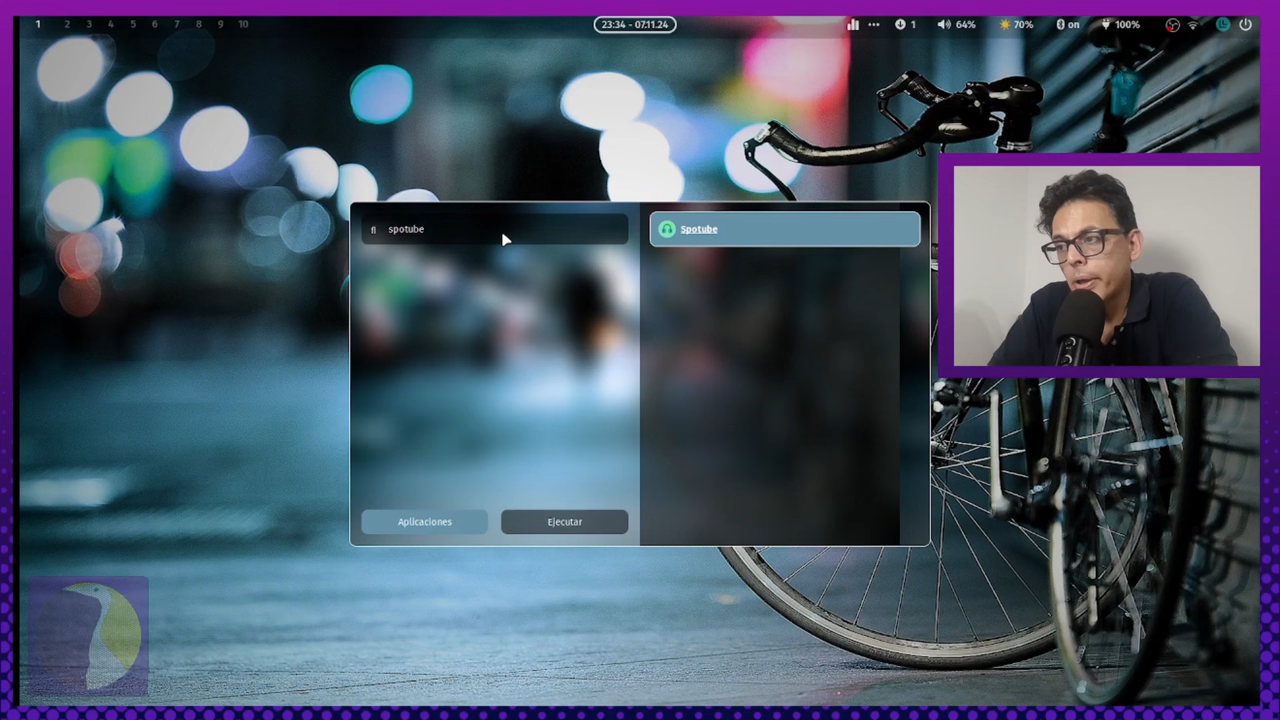 1 2 3 4 5 6 7 8 9 10
23:34 - 07.11.24
1 64% 70% on 100%
spotube
Spotube
Aplicaciones
Ejecutar